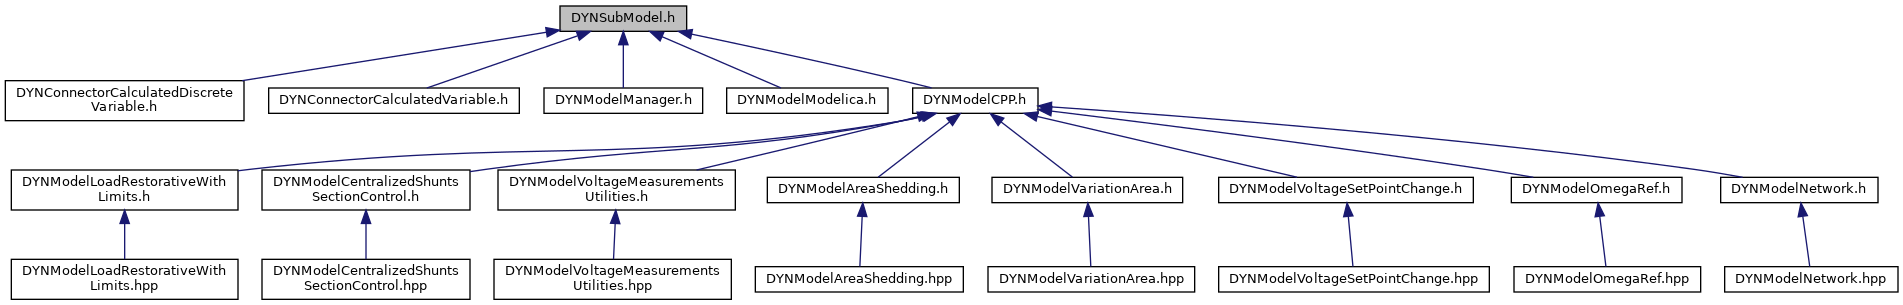 DYNSubModel.h
DYNConnectorCalculatedDiscrete
Variable.h
DYNConnectorCalculatedVariable.h
DYNModelManager.h
DYNModelModelica.h
DYNModelCPP.h
DYNModelLoadRestorativeWith
Limits.h
DYNModelCentralizedShunts
SectionControl.h
DYNModelVoltageMeasurements
Utilities.h
DYNModelAreaShedding.h
DYNModelVariationArea.h
DYNModelVoltageSetPointChange.h
DYNModelOmegaRef.h
DYNModelNetwork.h
DYNModelLoadRestorativeWith
Limits.hpp
DYNModelCentralizedShunts
SectionControl.hpp
DYNModelVoltageMeasurements
Utilities.hpp
DYNModelAreaShedding.hpp
DYNModelVariationArea.hpp
DYNModelVoltageSetPointChange.hpp
DYNModelOmegaRef.hpp
DYNModelNetwork.hpp